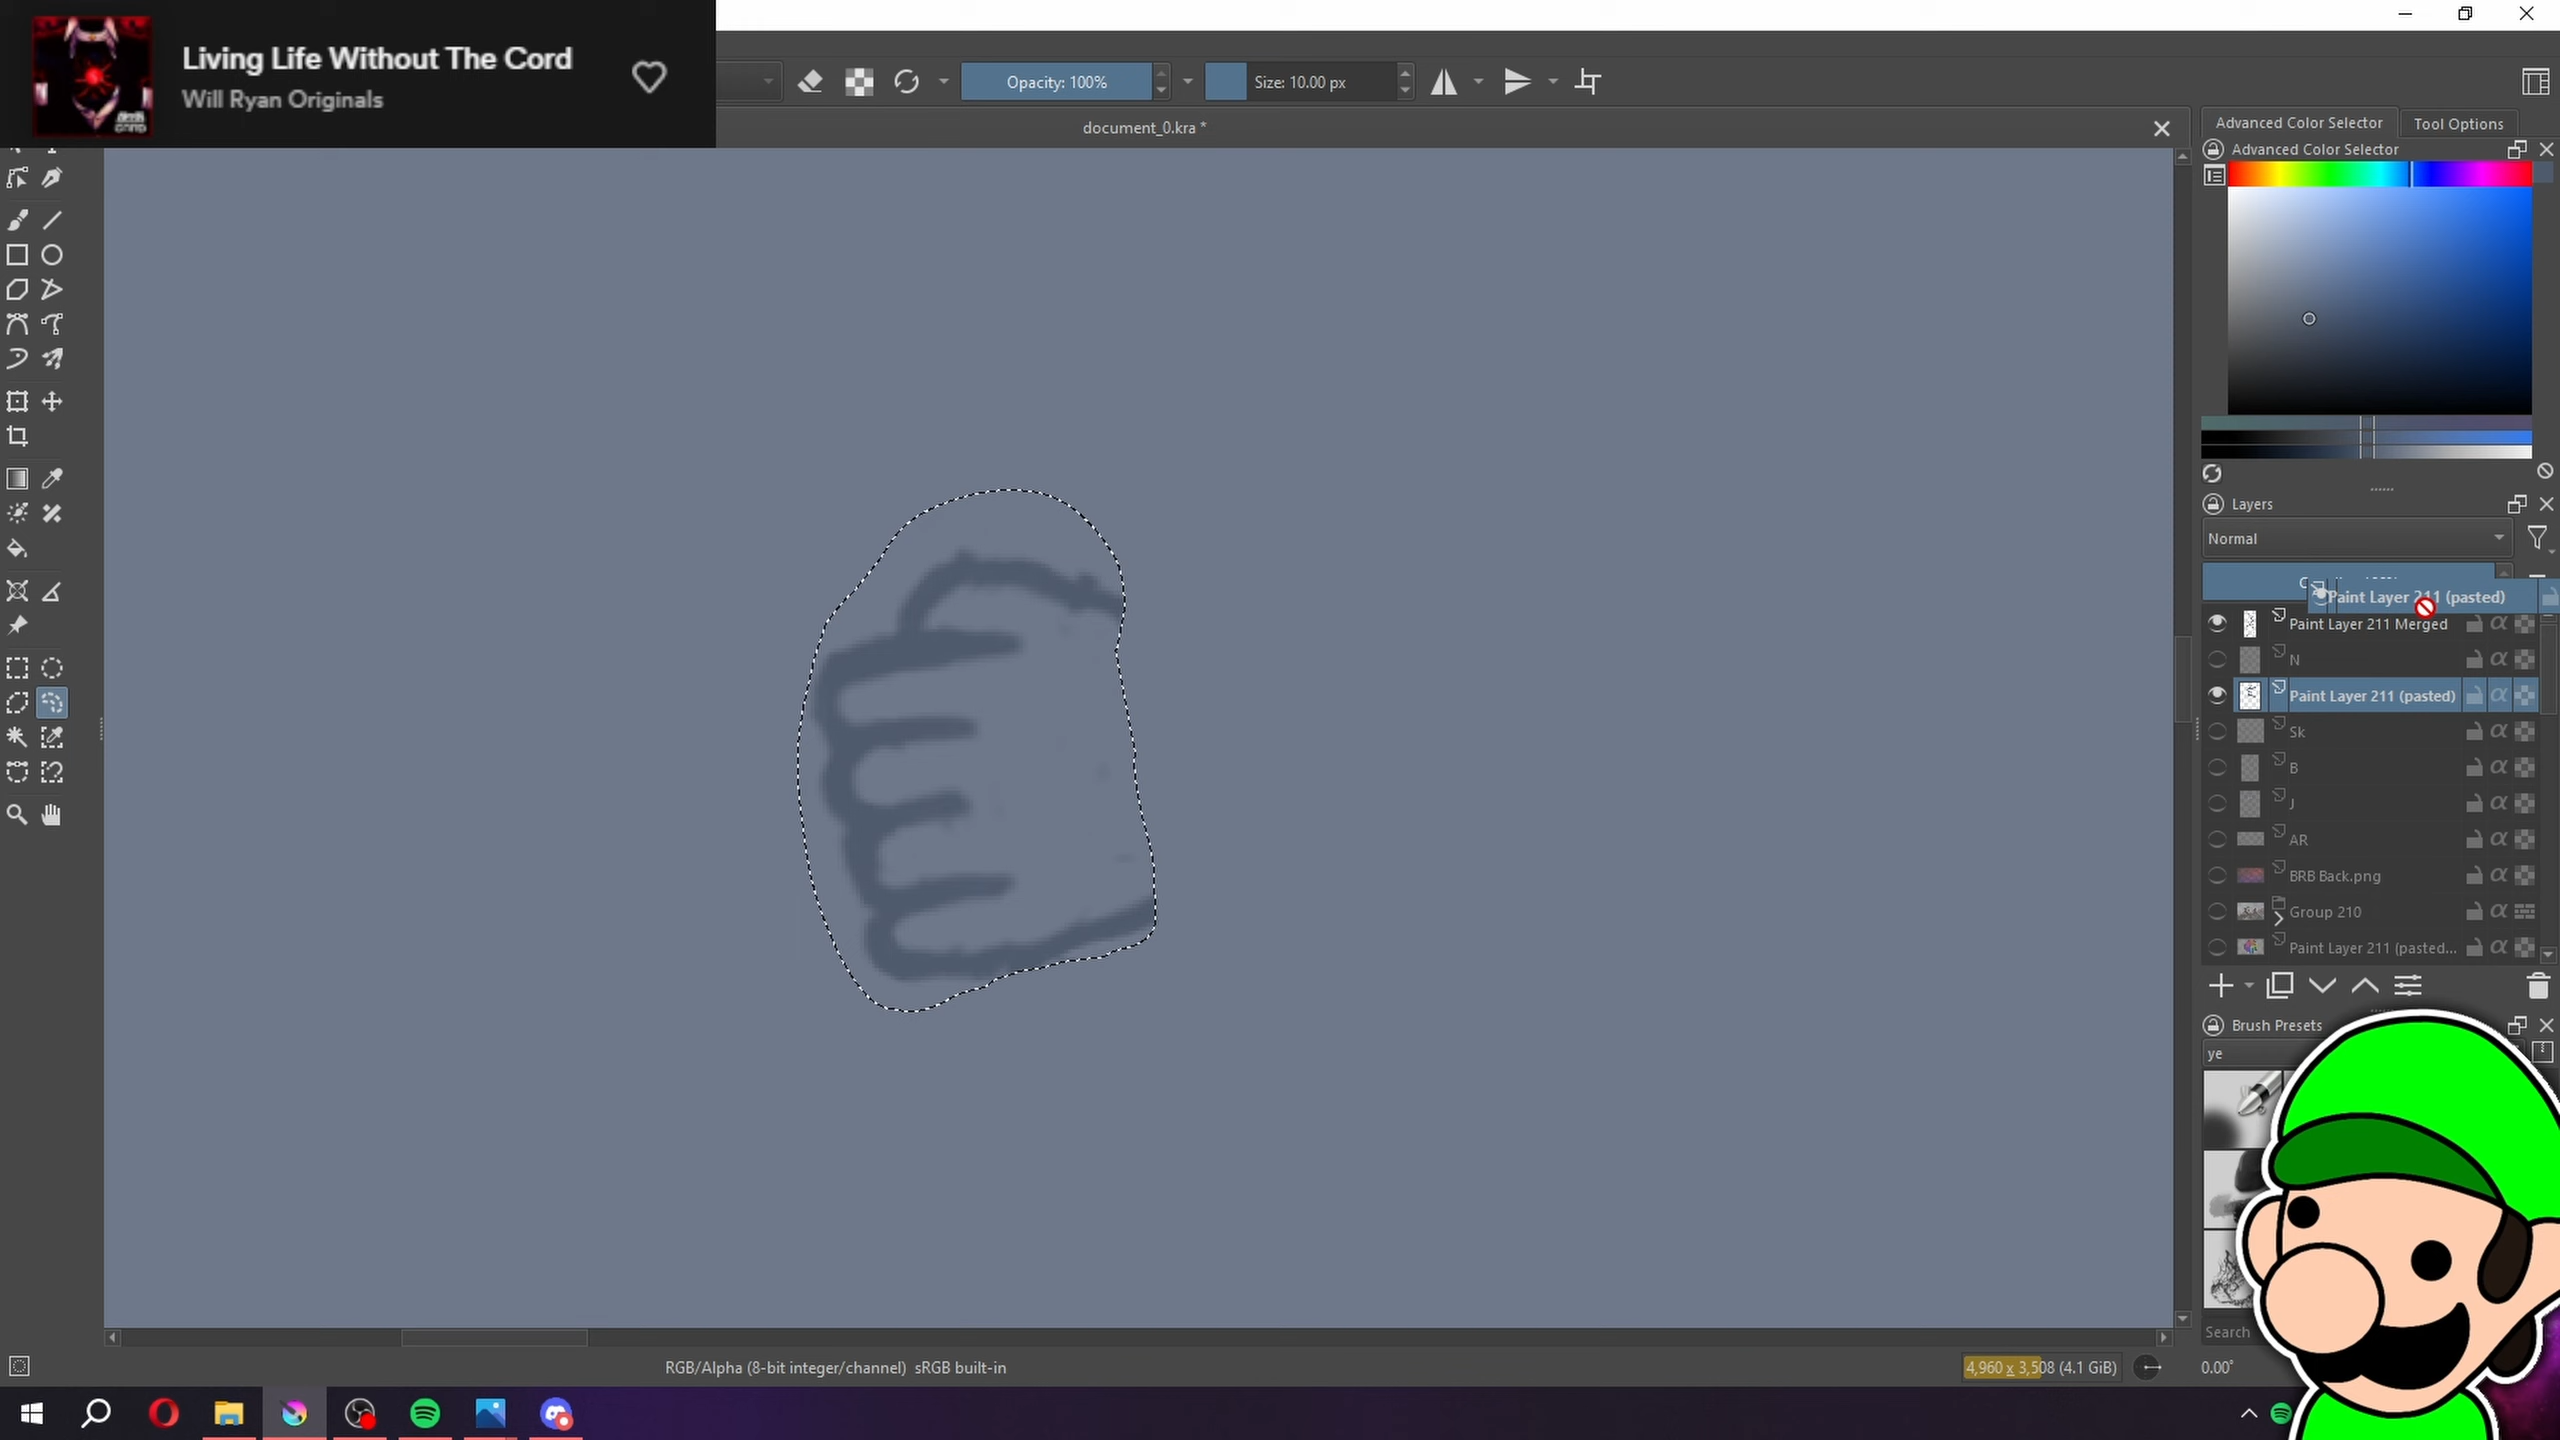 Living Life Without The Cord
Will Ryan Originals
Opacity: 100%
Size: 10.00 px
document_0.kra *
Advanced Color Selector
Tool Options
Advanced Color Selector
Layers
Normal
Paint Layer 211 (pasted)
Paint Layer 211 Merged
N
Paint Layer 211 (pasted)
Sk
B
J
AR
BRB Back.png
Group 210
Paint Layer 211 (pasted...
Brush Presets
ye
Search
RGB/Alpha (8-bit integer/channel) sRGB built-in
4,960 x 3,508 (4.1 GiB)
0.00°